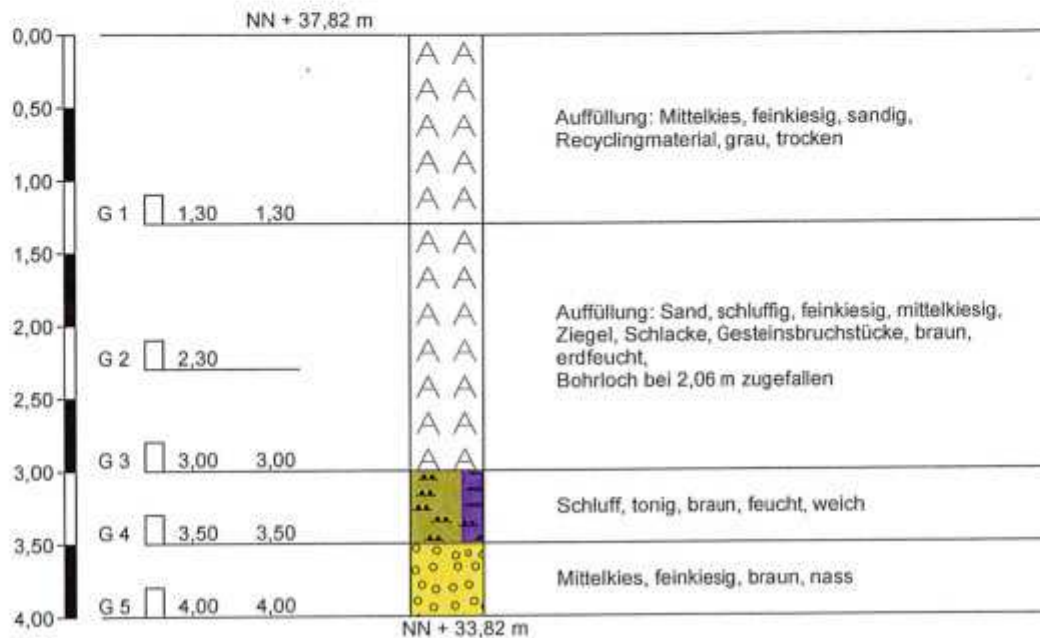 NN + 37,82 m
0,00
0,50
Auffüllung: Mittelkies, feinkiesig, sandig,
Recyclingmaterial, grau, trocken
1,00
G 1 1,30 1,30
1,50
Auffüllung: Sand, schluffig, feinkiesig, mittelkiesig,
Ziegel, Schlacke, Gesteinsbruchstücke, braun,
erdfeucht,
Bohrloch bei 2,06 m zugefallen
2,00
G 2 2,30
2,50
G 3 3,00 3,00
3,00
Schluff, tonig, braun, feucht, weich
G 4 3,50 3,50
3,50
Mittelkies, feinkiesig, braun, nass
G 5 4,00 4,00
4,00
NN + 33,82 m